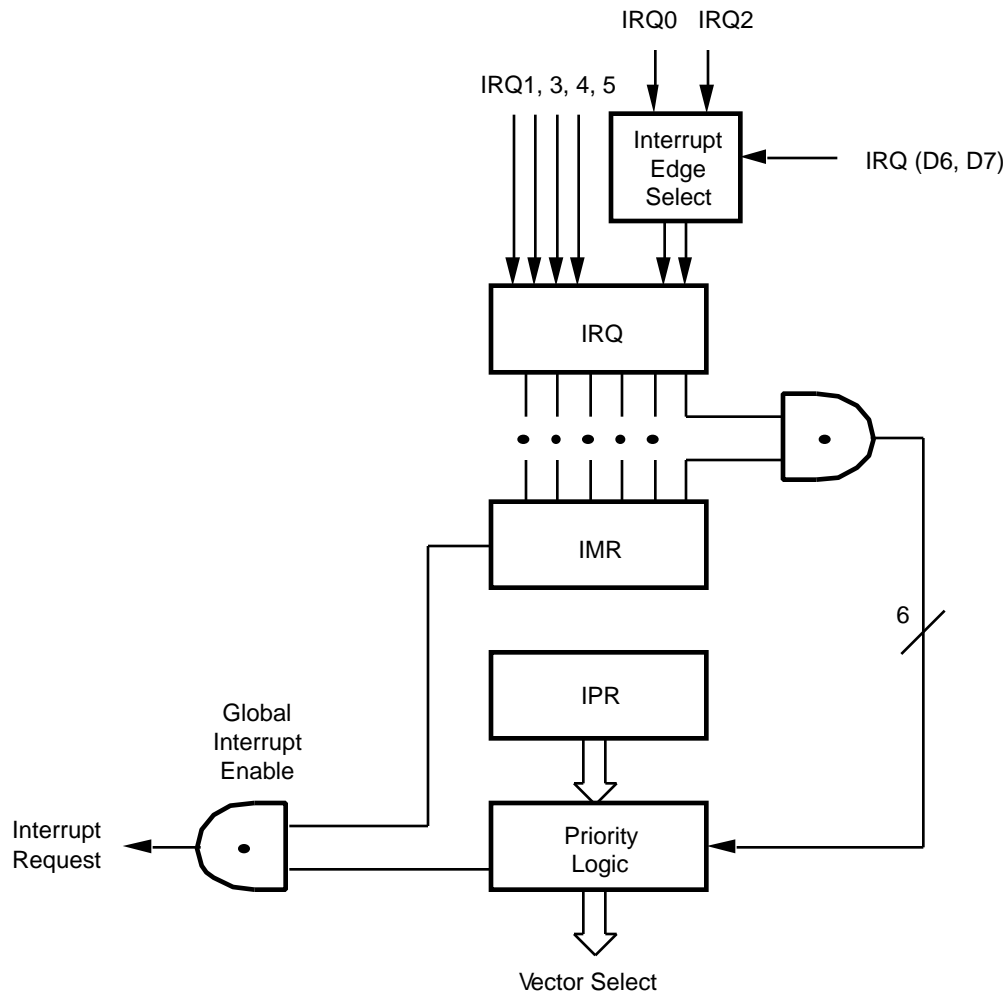 IRQ0 IRQ2
IRQ1, 3, 4, 5
Interrupt
Edge
Select
IRQ (D6, D7)
IRQ
IMR
6
IPR
Global
Interrupt
Enable
Interrupt
Request
Priority
Logic
Vector Select